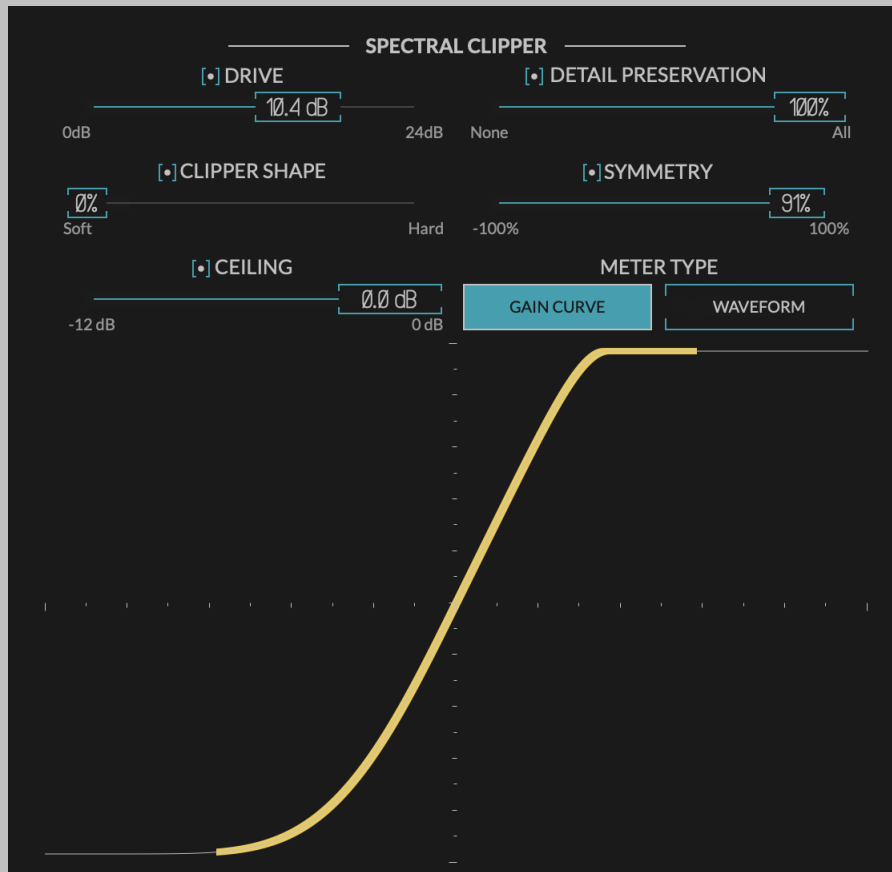 SPECTRAL CLIPPER
[•] DRIVE
10.4 dB
0dB 24dB
[•] DETAIL PRESERVATION
100%
None All
[•] CLIPPER SHAPE
0%
Soft Hard
[•] SYMMETRY
91%
-100% 100%
[•] CEILING
0.0 dB
-12 dB 0 dB
METER TYPE
GAIN CURVE WAVEFORM